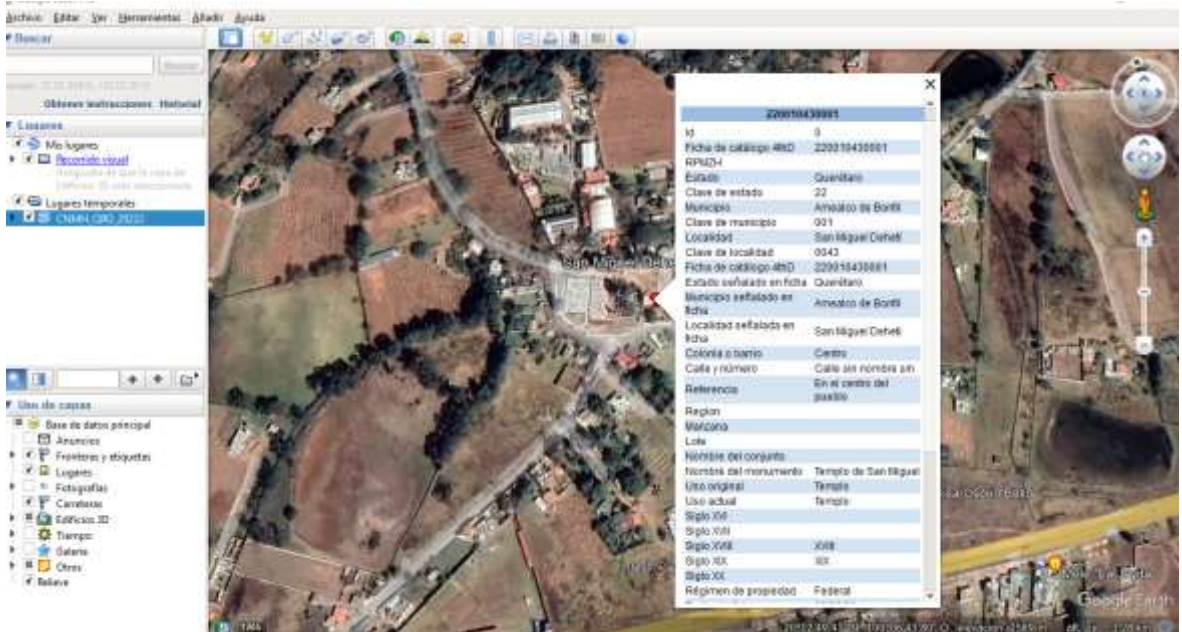 Archivo Editar Ver Herramientas Añadir Ayuda
Buscar
Obtener instrucciones Historial
Lugares
Mis lugares
Recorrido visual
Lugares temporales
CNMH_QRO_2022
Uso de capas
Base de datos principal
Anuncios
Fronteras y etiquetas
Lugares
Fotografías
Carreteras
Edificios 3D
Tiempo
Galería
Otros
Relieve
San Miguel
220010430001
Id 0
Ficha de catálogo 220010430001
Estado Querétaro
Clave de estado 22
Municipio Amealco de Bonfil
Clave de municipio 001
Localidad San Miguel Dehetí
Clave de localidad 0043
Ficha de catálogo 220010430001
Estado señalado en ficha Querétaro
Municipio señalado en ficha Amealco de Bonfil
Localidad señalada en ficha San Miguel Dehetí
Colonia o barrio Centro
Calle y número Calle sin nombre s/n
Referencia En el centro del pueblo
Region
Manzana
Lote
Nombre del conjunto
Nombre del monumento Templo de San Miguel
Uso original Templo
Uso actual Templo
Siglo XVI
Siglo XVII
Siglo XVIII XVIII
Siglo XIX XIX
Siglo XX
Régimen de propiedad Federal
Google Earth